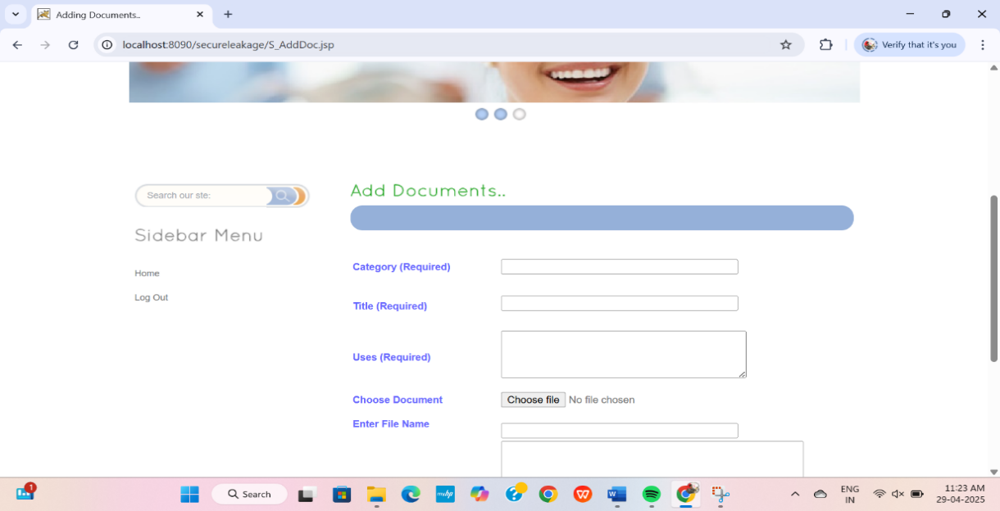 Adding Documents..
localhost:8090/secureleakage/S_AddDoc.jsp
Verify that it's you
Search our ste:
Add Documents..
Sidebar Menu
Home
Log Out
Category (Required)
Title (Required)
Uses (Required)
Choose Document
Choose file No file chosen
Enter File Name
1
Search
myhp
ENG
IN
11:23 AM
29-04-2025